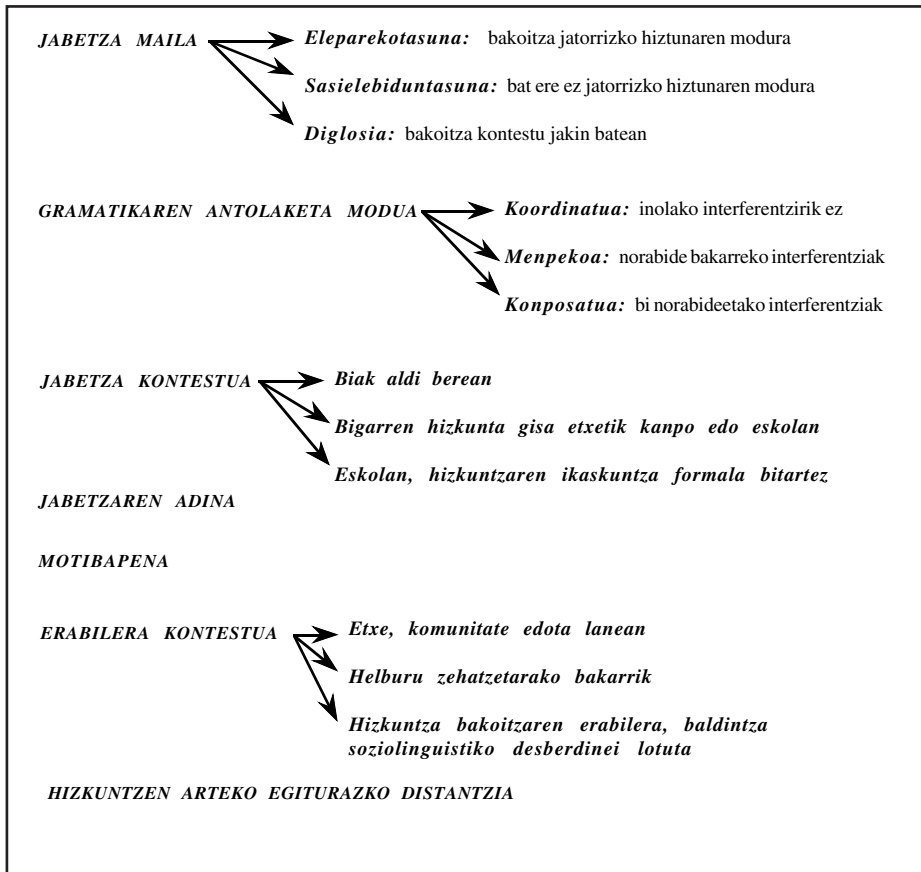 JABETZA MAILA
Eleparekotasuna: bakoitza jatorrizko hiztunaren modura
Sasielebiduntasuna: bat ere ez jatorrizko hiztunaren modura
Diglosia: bakoitza kontestu jakin batean
GRAMATIKAREN ANTOLAKETA MODUA
Koordinatua: inolako interferentzirik ez
Menpekoa: norabide bakarreko interferentziak
Konposatua: bi norabideetako interferentziak
JABETZA KONTESTUA
Biak aldi berean
Bigarren hizkunta gisa etxetik kanpo edo eskolan
Eskolan, hizkuntzaren ikaskuntza formala bitartez
JABETZAREN ADINA
MOTIBAPENA
ERABILERA KONTESTUA
Etxe, komunitate edota lanean
Helburu zehatzetarako bakarrik
Hizkuntza bakoitzaren erabilera, baldintza
soziolinguistiko desberdinei lotuta
HIZKUNTZEN ARTEKO EGITURAZKO DISTANTZIA